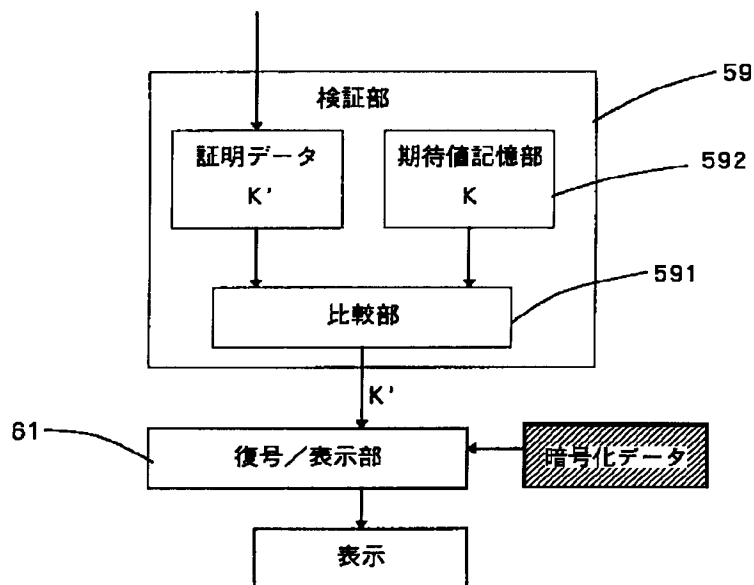 59
検証部
証明データ
K'
期待値記憶部
K
592
591
比較部
K'
61
復号／表示部
暗号化データ
表示